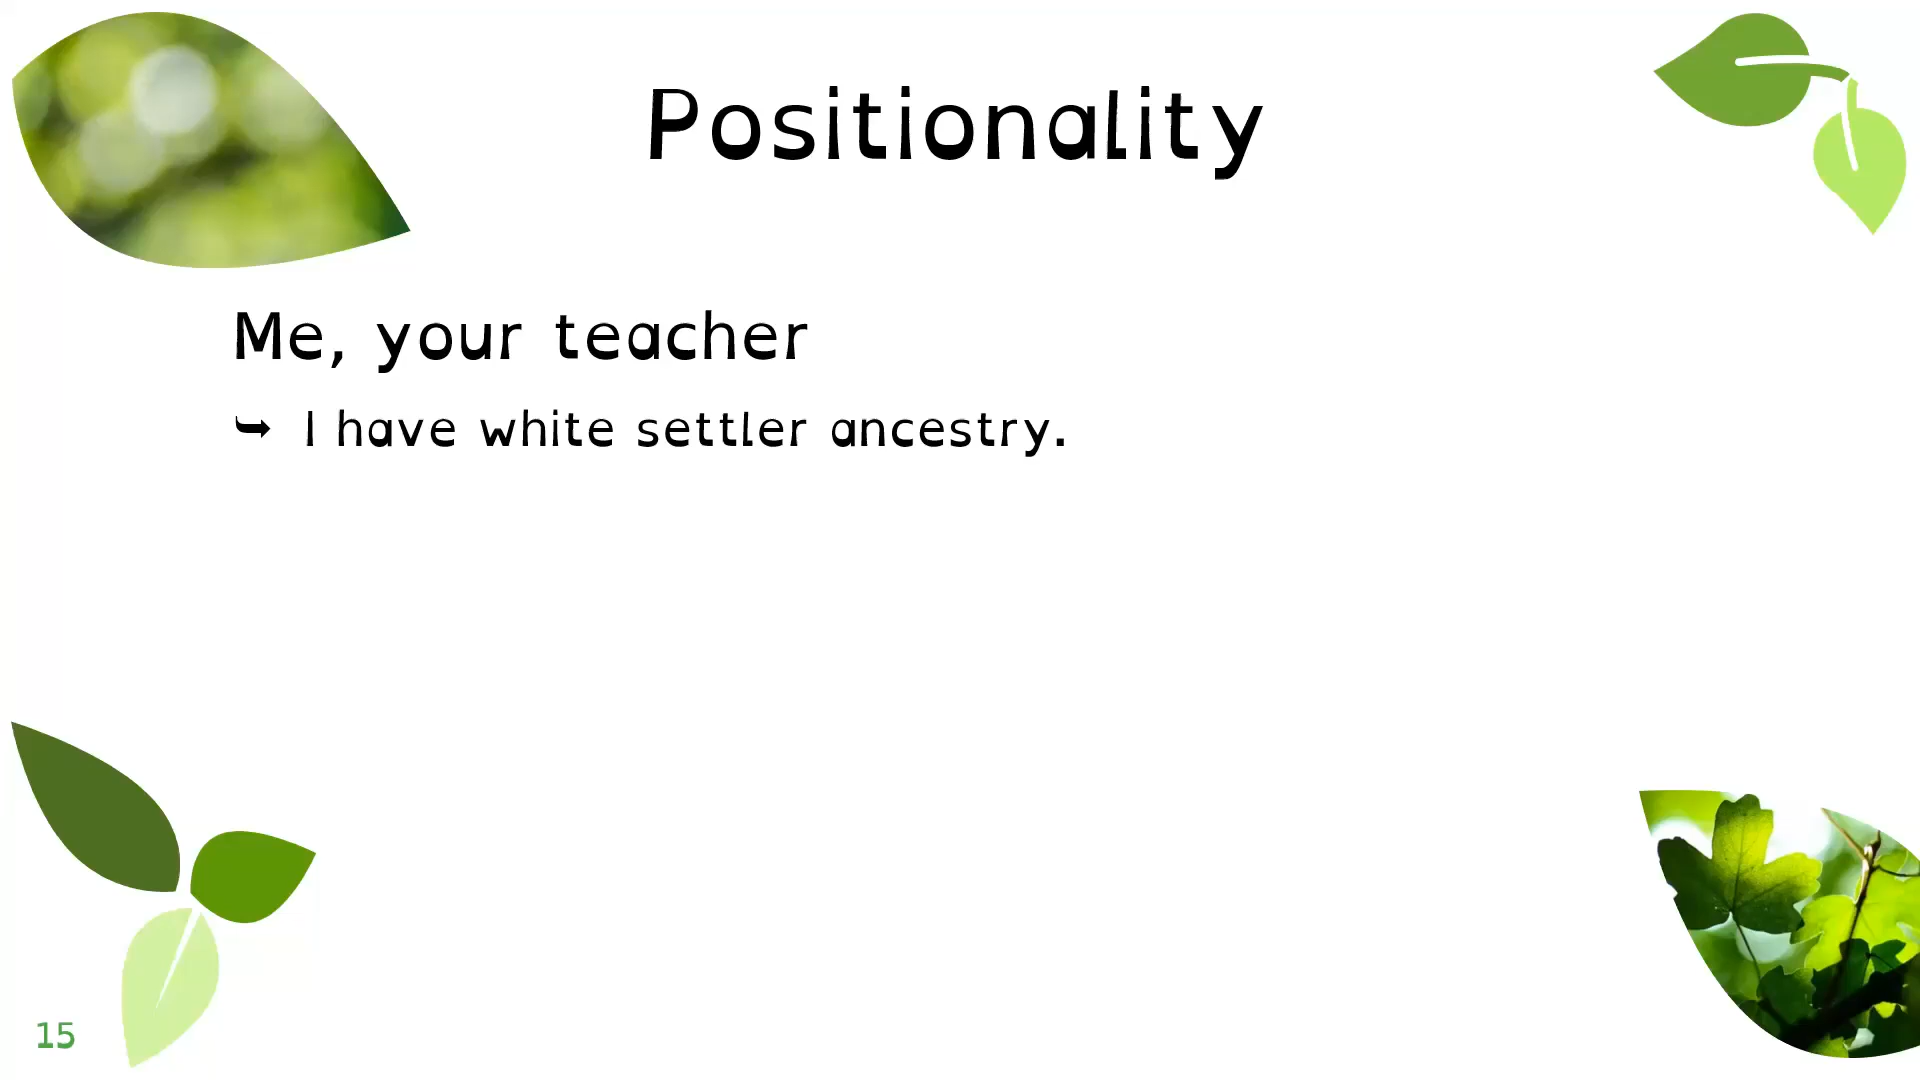 Positionality
Me, your teacher
⮩ I have white settler ancestry.
15